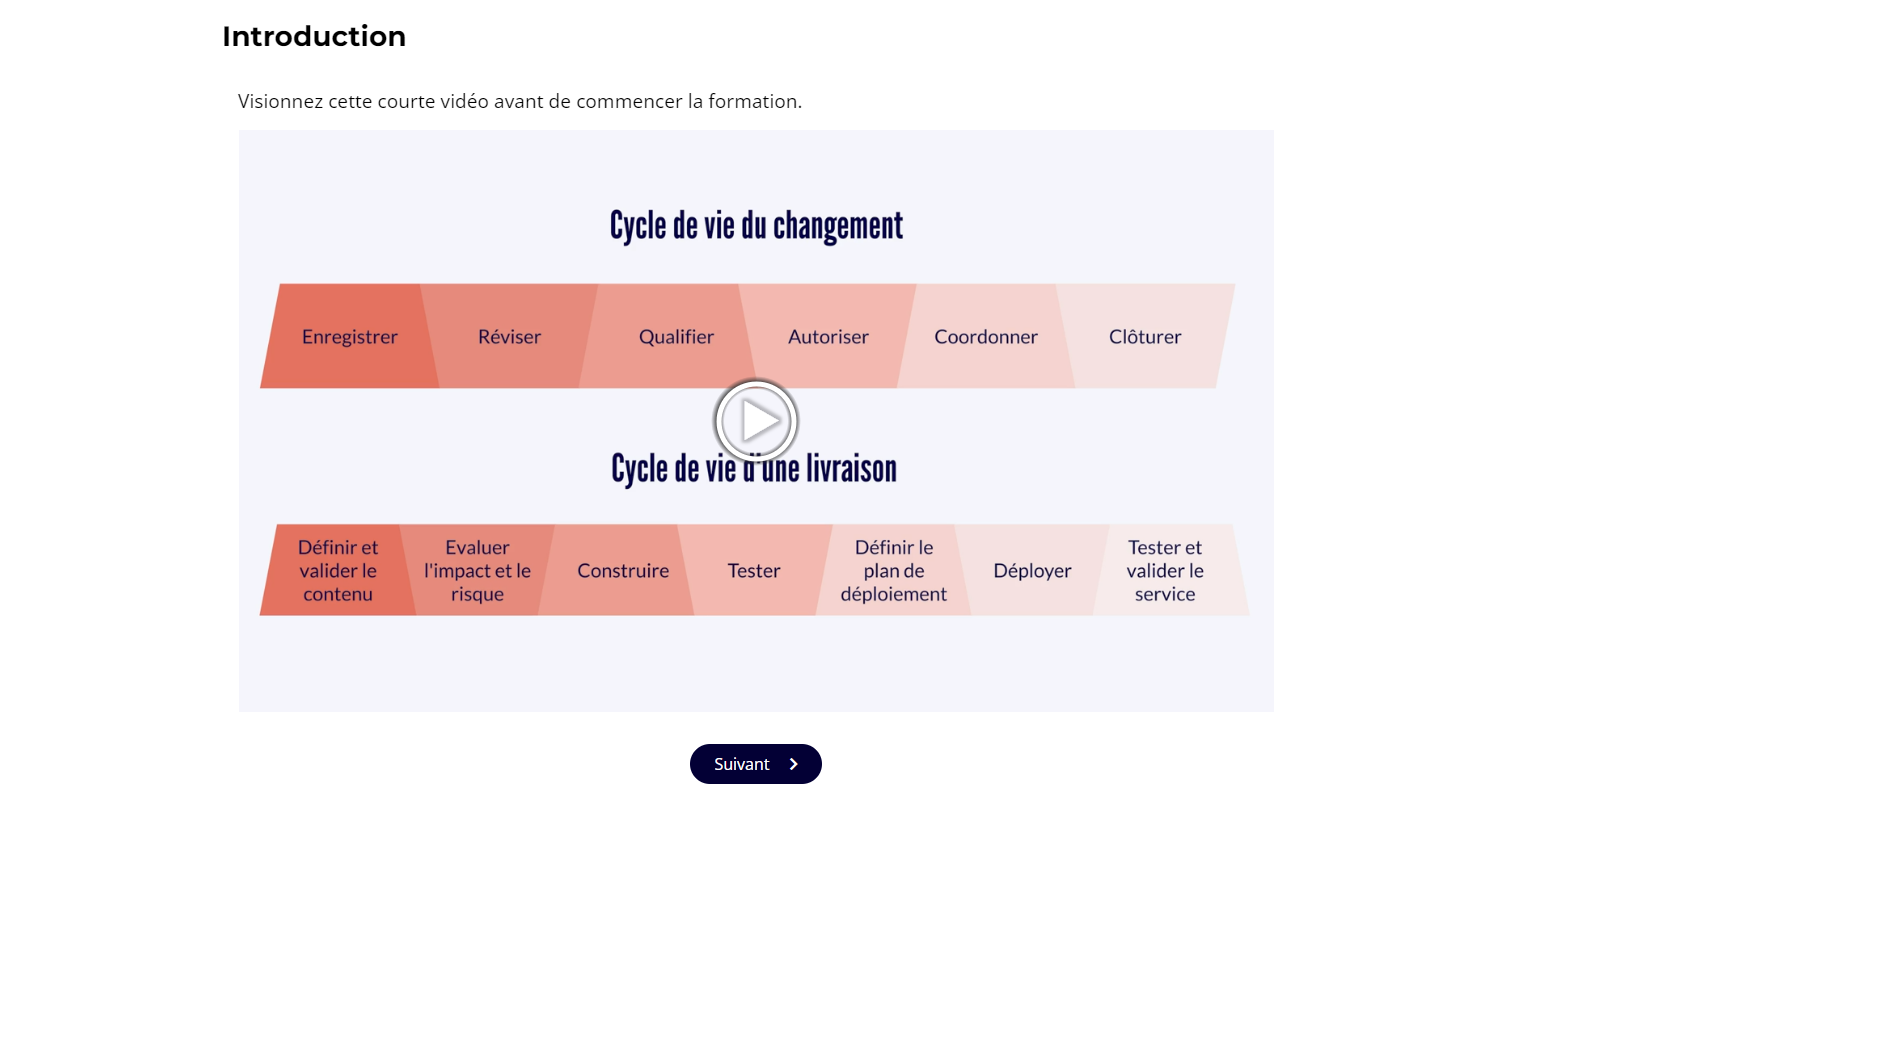 Introduction
Visionnez cette courte vidéo avant de commencer la formation.
Cycle de vie du changement
Enregistrer
Réviser
Qualifier
Autoriser
Coordonner
Clôturer
Cycle de vie d'une livraison
Définir et
valider le
contenu
Evaluer
l'impact et le
risque
Construire
Tester
Définir le
plan de
déploiement
Déployer
Tester et
valider le
service
Suivant